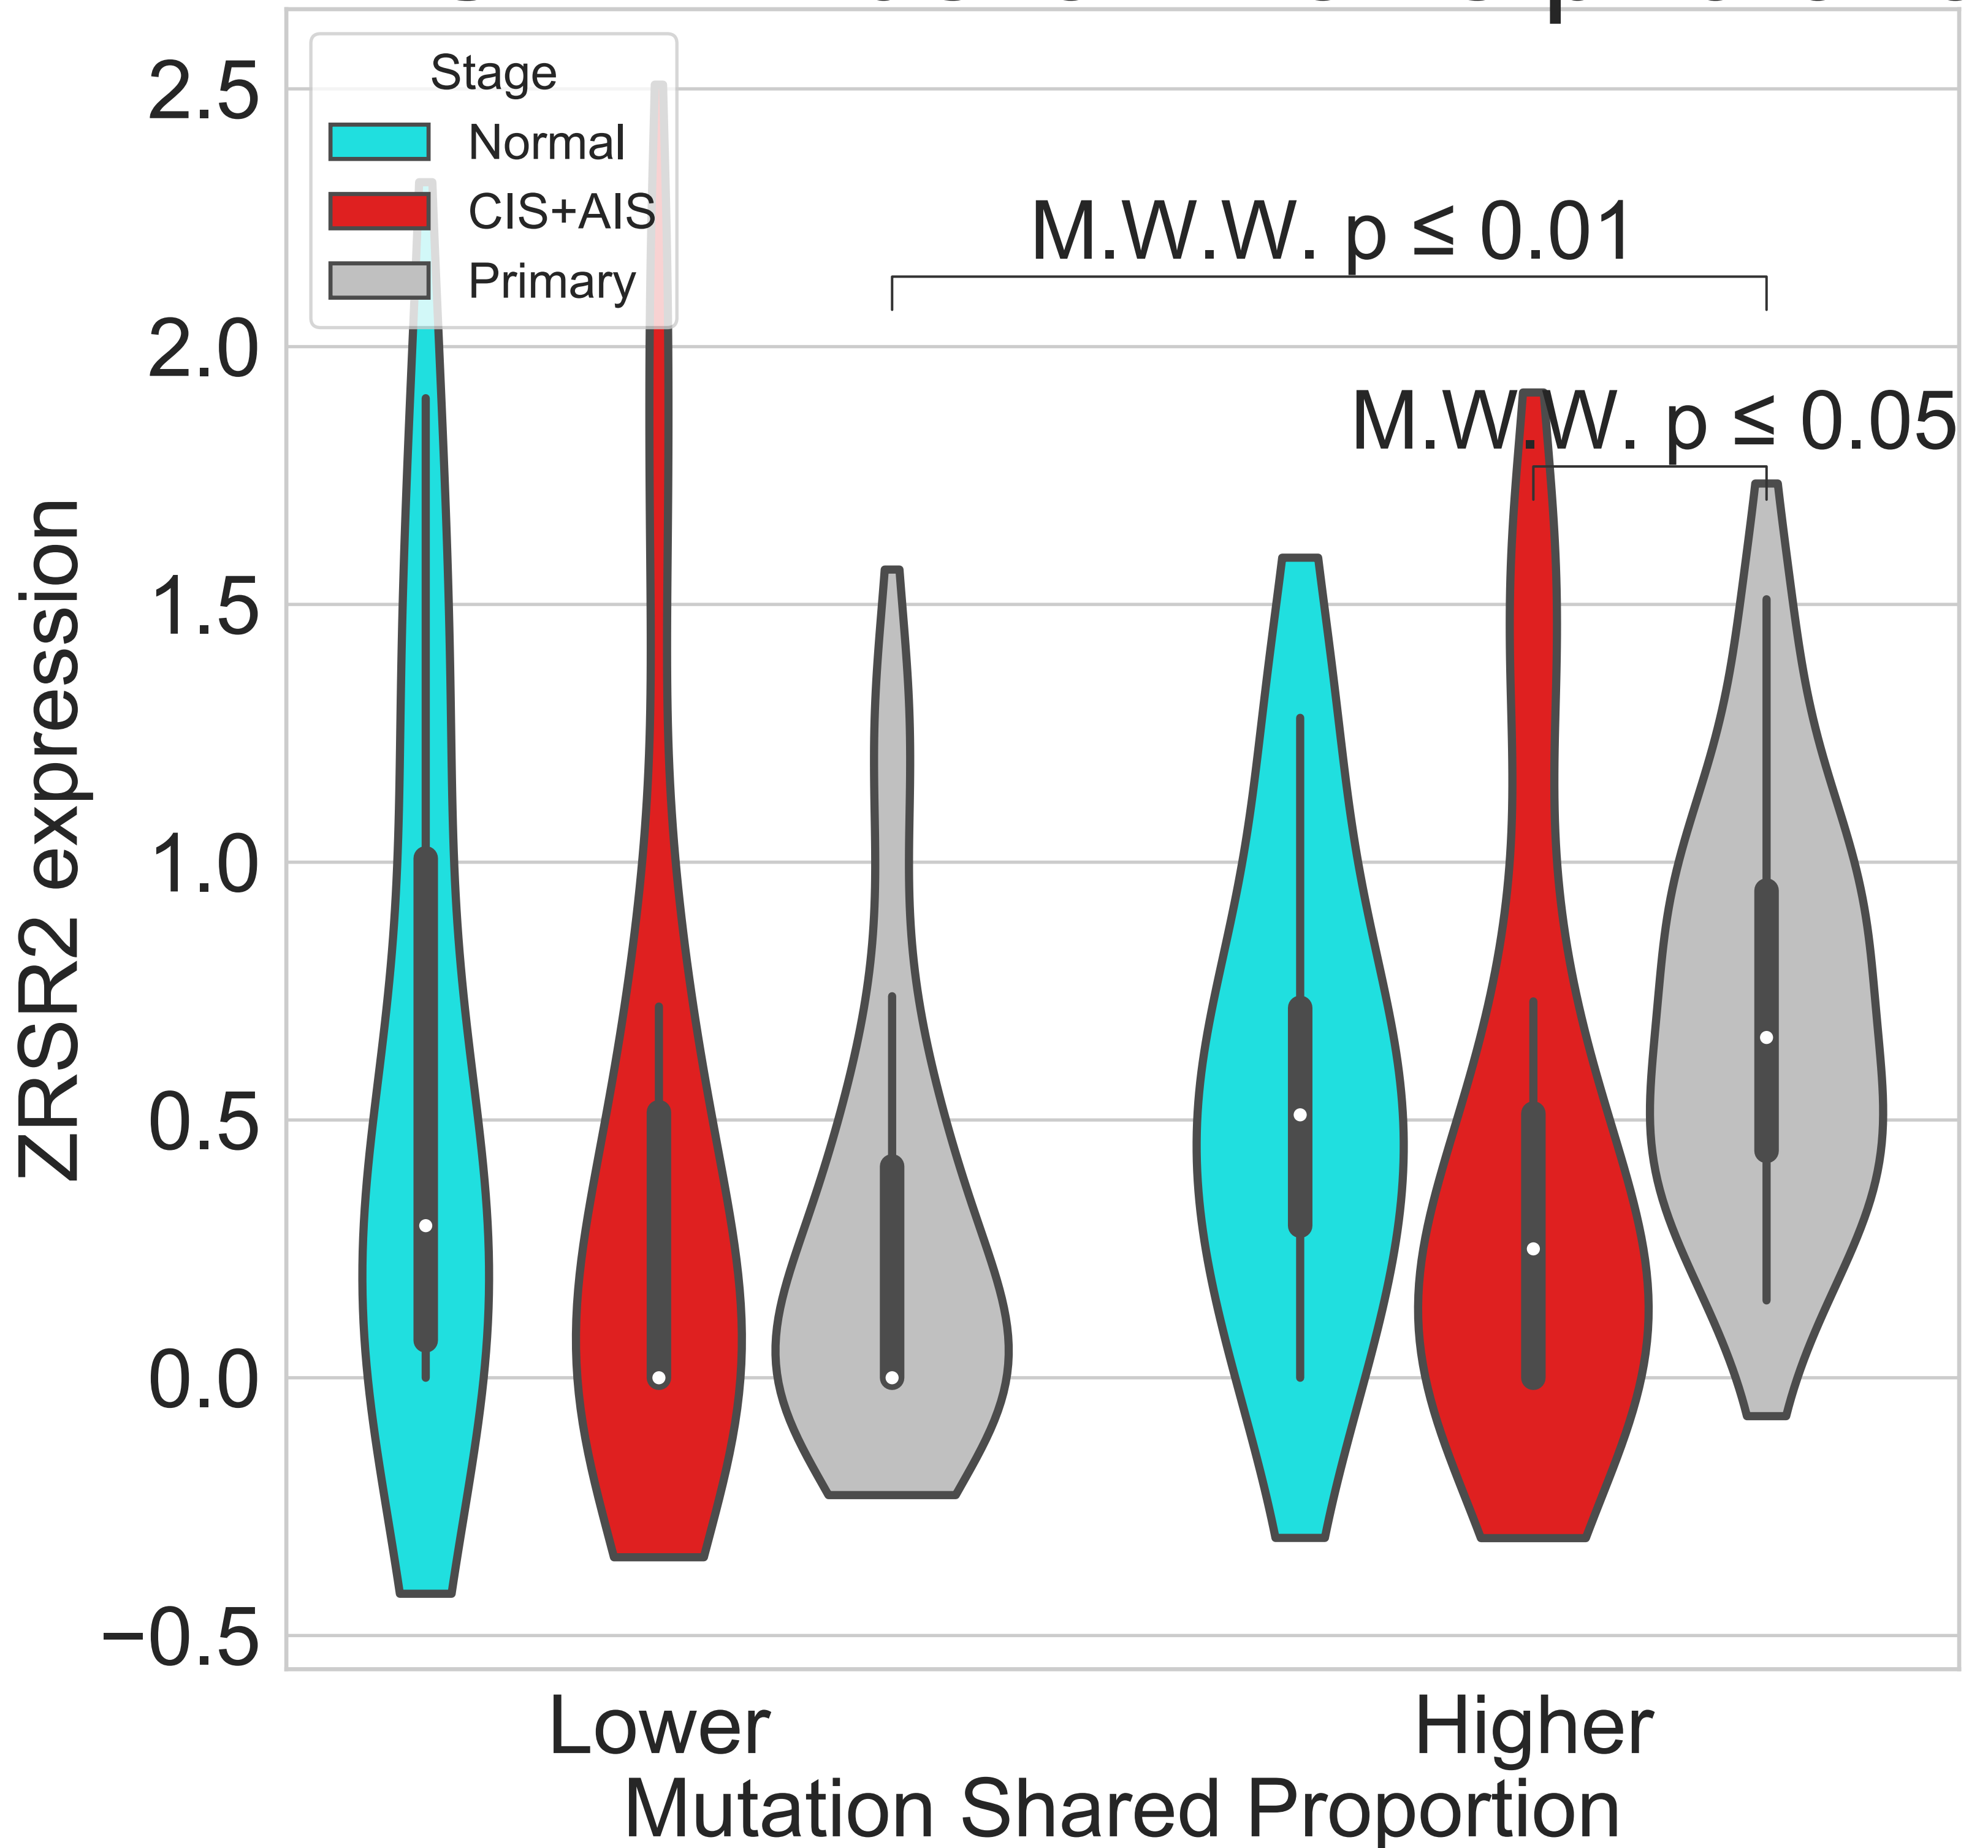 2.5
2.0
1.5
1.0
0.5
0.0
−0.5
ZRSR2 expression
Stage
Normal
CIS+AIS
Primary
M.W.W. p ≤ 0.01
M.W.W. p ≤ 0.05
Lower
Higher
Mutation Shared Proportion